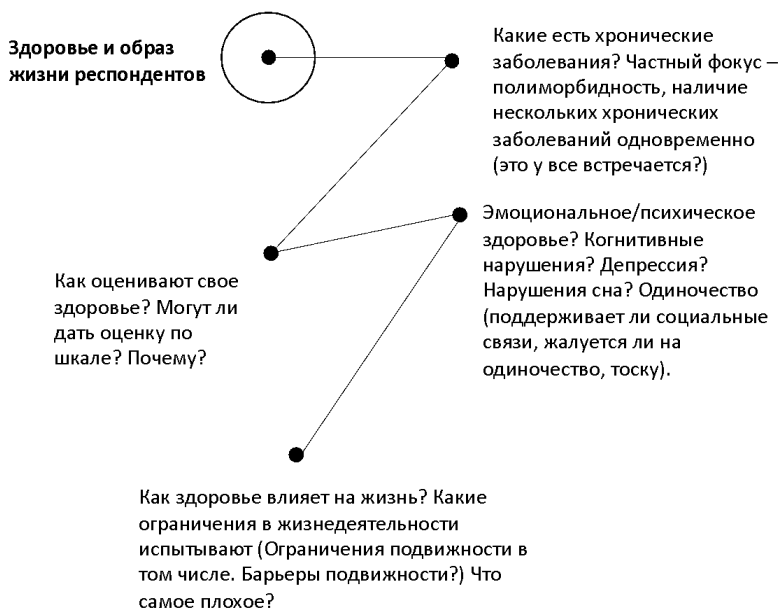 Здоровье и образ
жизни респондентов
Какие есть хронические
заболевания? Частный фокус –
полиморбидность, наличие
нескольких хронических
заболеваний одновременно
(это у все встречается?)
Эмоциональное/психическое
здоровье? Когнитивные
нарушения? Депрессия?
Нарушения сна? Одиночество
(поддерживает ли социальные
связи, жалуется ли на
одиночество, тоску).
Как оценивают свое
здоровье? Могут ли
дать оценку по
шкале? Почему?
Как здоровье влияет на жизнь? Какие
ограничения в жизнедеятельности
испытывают (Ограничения подвижности в
том числе. Барьеры подвижности?) Что
самое плохое?